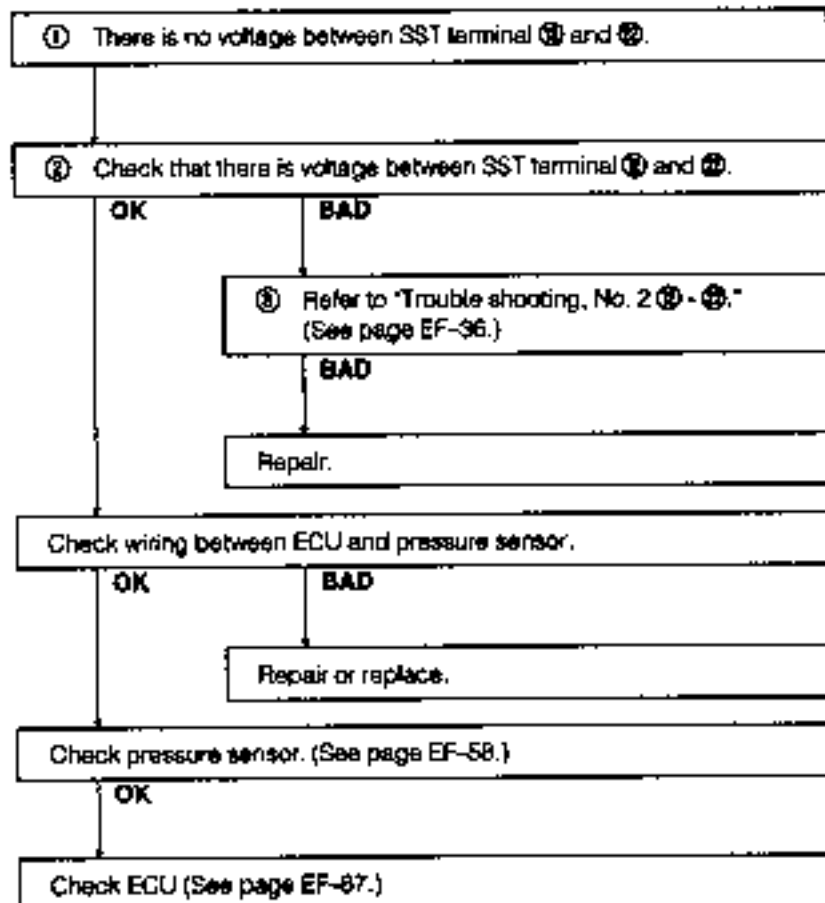 ① There is no voltage between SST terminal and
② Check that there is voltage between SST terminal and
OK BAD
③ Refer to "Trouble shooting, No. 2 - ."
(See page EF-36.)
BAD
Repair.
Check wiring between ECU and pressure sensor.
OK BAD
Repair or replace.
Check pressure sensor. (See page EF-58.)
OK
Check ECU (See page EF-67.)